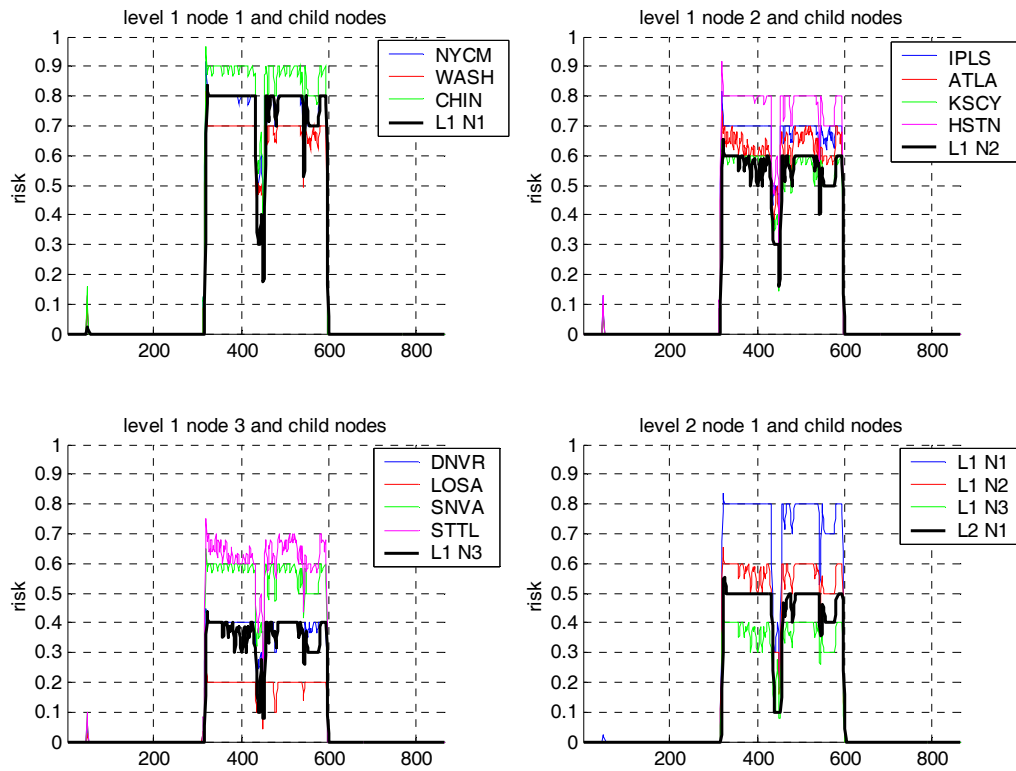 level 1 node 1 and child nodes
1
0.9
0.8
0.7
0.6
0.5
0.4
0.3
0.2
0.1
0
risk
200
400
600
800
NYCM
WASH
CHIN
L1 N1
level 1 node 2 and child nodes
1
0.9
0.8
0.7
0.6
0.5
0.4
0.3
0.2
0.1
0
risk
200
400
600
800
IPLS
ATLA
KSCY
HSTN
L1 N2
level 1 node 3 and child nodes
1
0.9
0.8
0.7
0.6
0.5
0.4
0.3
0.2
0.1
0
risk
200
400
600
800
DNVR
LOSA
SNVA
STTL
L1 N3
level 2 node 1 and child nodes
1
0.9
0.8
0.7
0.6
0.5
0.4
0.3
0.2
0.1
0
risk
200
400
600
800
L1 N1
L1 N2
L1 N3
L2 N1